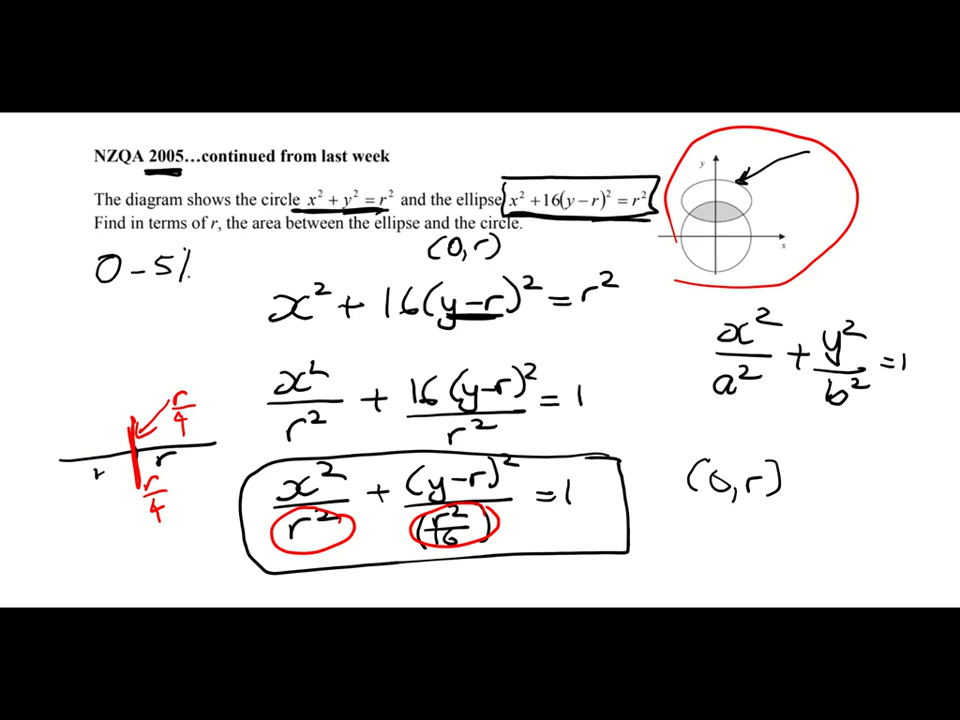 NZQA 2005…continued from last week
The diagram shows the circle x² + y² = r² and the ellipse x² +16(y − r)² = r²
Find in terms of r, the area between the ellipse and the circle.
y
x
0 - 5%
(0, r)
x² + 16(y-r)² = r²
x²/a² + y²/b² = 1
x²/r² + 16(y-r)²/r² = 1
r/4
r r
r/4
x²/r² + (y-r)²/(r²/16) = 1
(0, r)